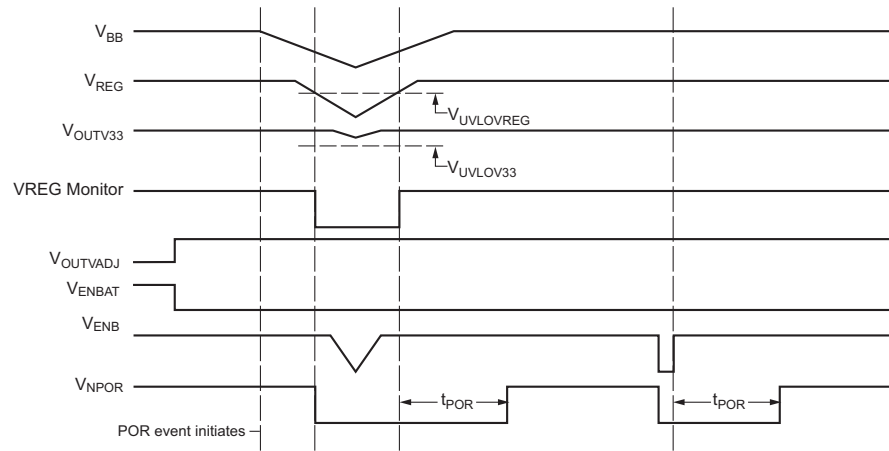 VBB
VREG
VUVLOVREG
VOUTV33
VUVLOV33
VREG Monitor
VOUTVADJ
VENBAT
VENB
VNPOR
tPOR
tPOR
POR event initiates